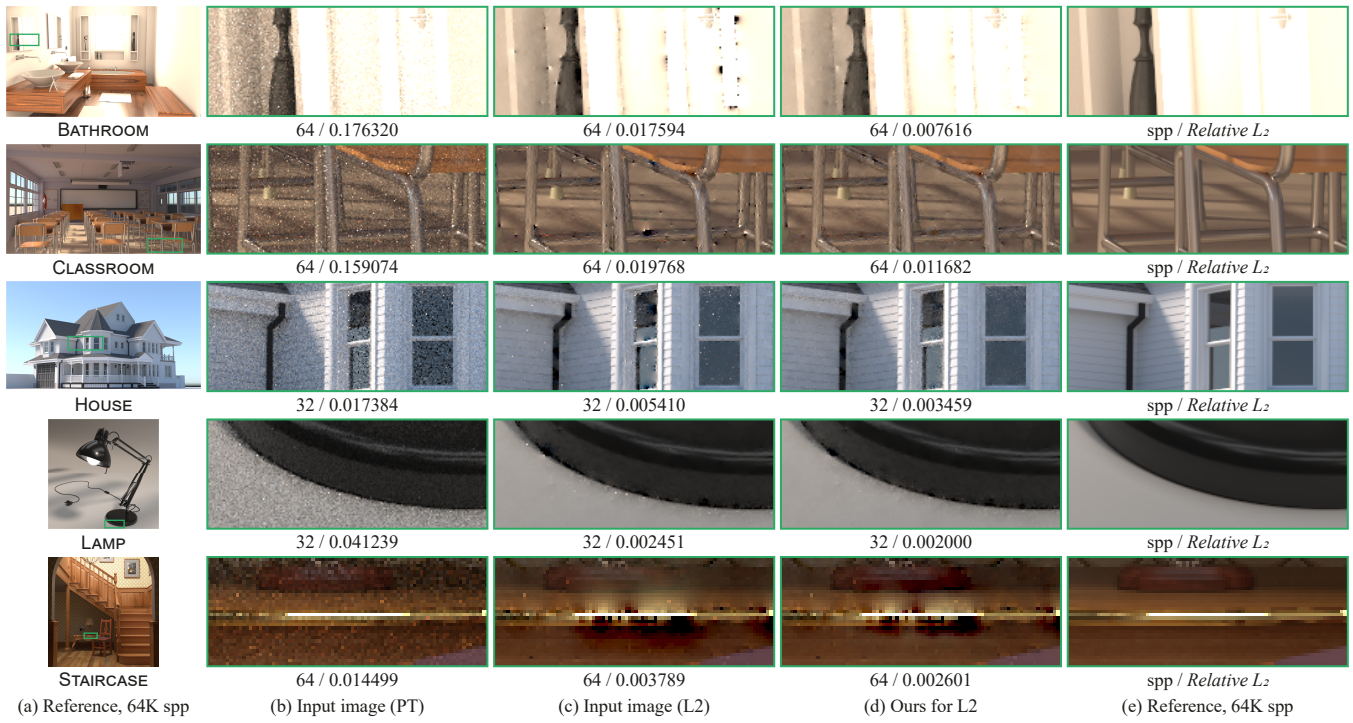 BATHROOM
64 / 0.176320
64 / 0.017594
64 / 0.007616
spp / Relative L₂
CLASSROOM
64 / 0.159074
64 / 0.019768
64 / 0.011682
spp / Relative L₂
HOUSE
32 / 0.017384
32 / 0.005410
32 / 0.003459
spp / Relative L₂
LAMP
32 / 0.041239
32 / 0.002451
32 / 0.002000
spp / Relative L₂
STAIRCASE
64 / 0.014499
64 / 0.003789
64 / 0.002601
spp / Relative L₂
(a) Reference, 64K spp
(b) Input image (PT)
(c) Input image (L2)
(d) Ours for L2
(e) Reference, 64K spp